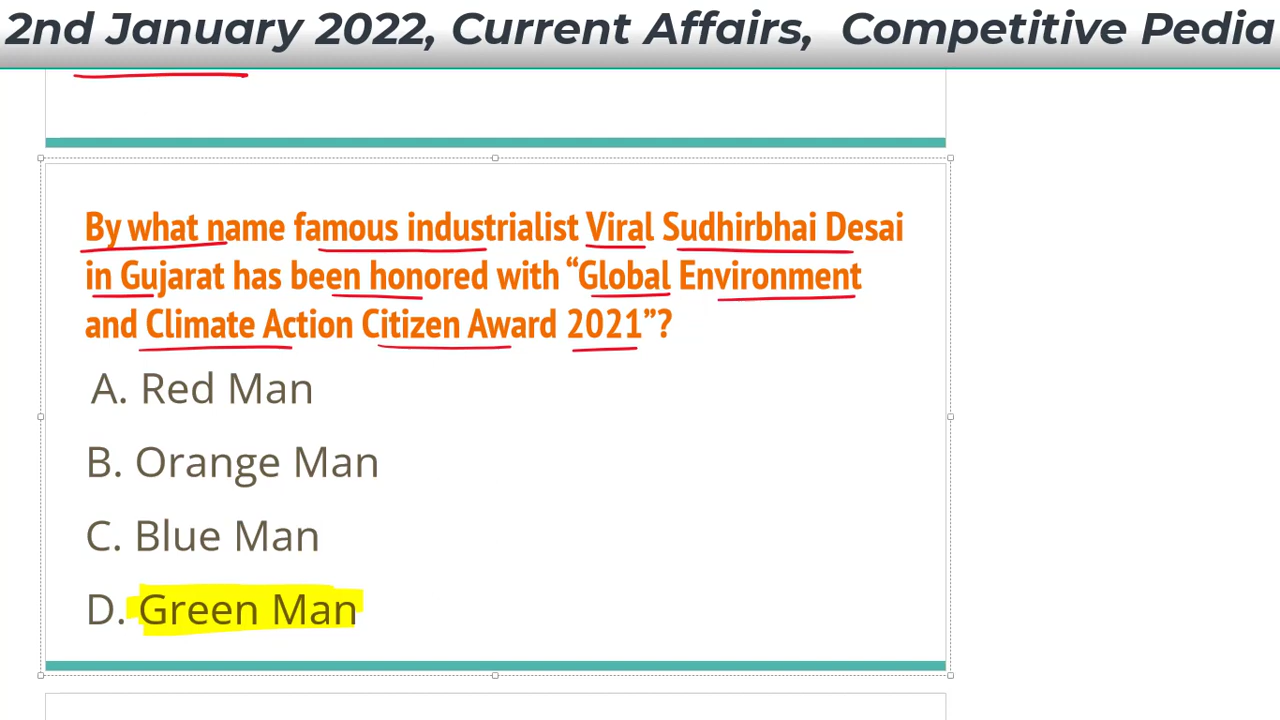 2nd January 2022, Current Affairs, Competitive Pedia
By what name famous industrialist Viral Sudhirbhai Desai
in Gujarat has been honored with “Global Environment
and Climate Action Citizen Award 2021”?
A. Red Man
B. Orange Man
C. Blue Man
D. Green Man